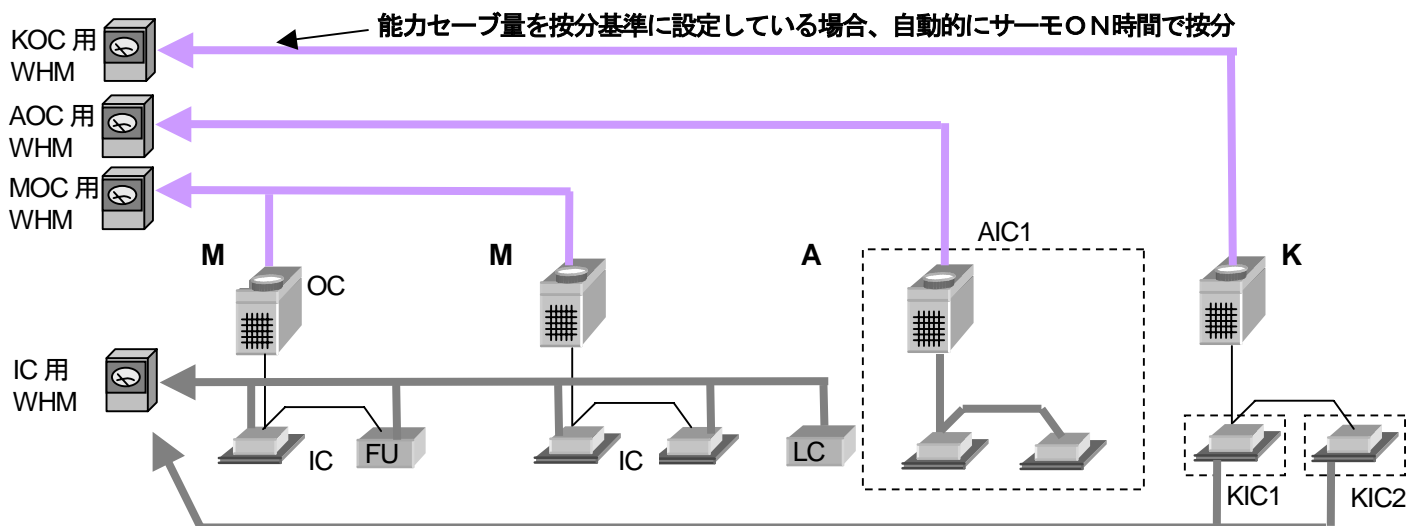 能力セーブ量を按分基準に設定している場合、自動的にサーモON時間で按分
KOC 用
WHM
AOC 用
WHM
MOC 用
WHM
M
M
A
AIC1
K
OC
IC 用
WHM
IC
FU
IC
LC
KIC1
KIC2